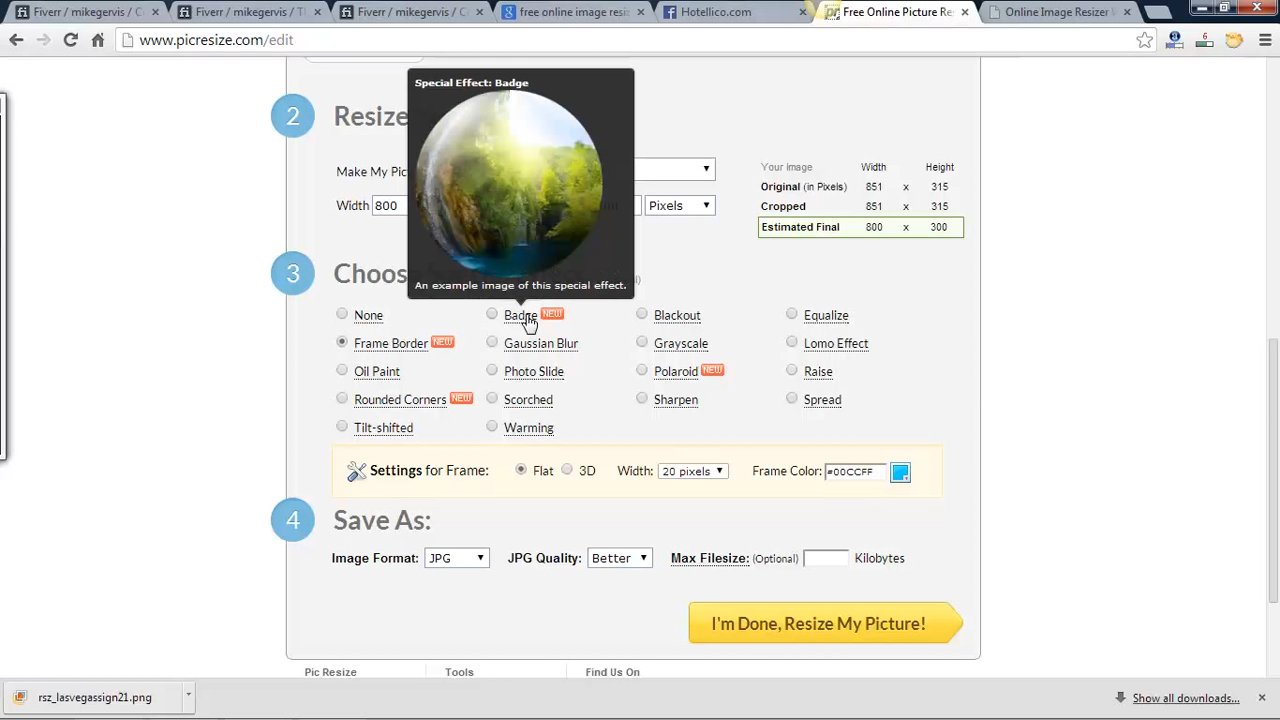 Fiverr / mikegervis / C
Fiverr / mikegervis / T
Fiverr / mikegervis / C
free online image resiz
Hotellico.com
Free Online Picture Re
Online Image Resizer
www.picresize.com/edit
6
Special Effect: Badge
2 Resize
Make My Pic
Width 800
Pixels
Your Image Width Height
Original (in Pixels) 851 x 315
Cropped 851 x 315
Estimated Final 800 x 300
An example image of this special effect.
3 Choos
None Badge NEW Blackout Equalize
Frame Border NEW Gaussian Blur Grayscale Lomo Effect
Oil Paint Photo Slide Polaroid NEW Raise
Rounded Corners NEW Scorched Sharpen Spread
Tilt-shifted Warming
Settings for Frame: Flat 3D Width: 20 pixels Frame Color: #00CCFF
4 Save As:
Image Format: JPG JPG Quality: Better Max Filesize: (Optional) Kilobytes
I'm Done, Resize My Picture!
Pic Resize Tools Find Us On
rsz_lasvegassign21.png
Show all downloads...